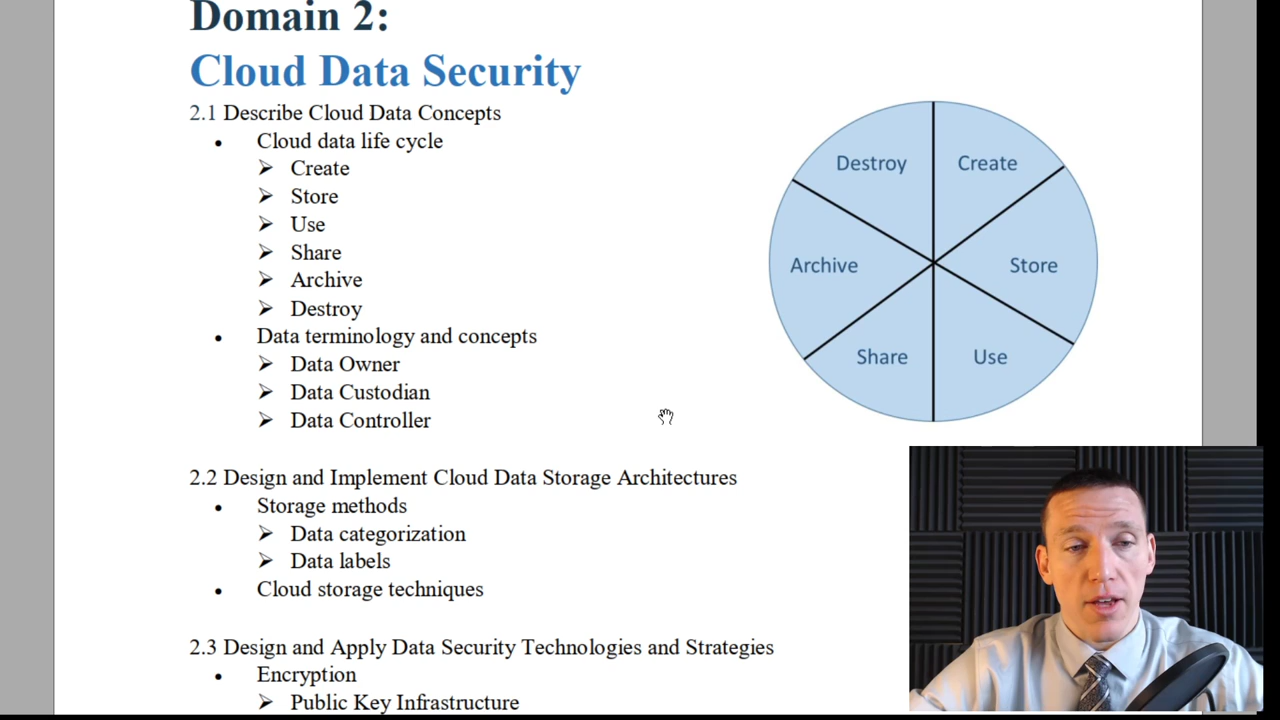 Domain 2:
Cloud Data Security
2.1 Describe Cloud Data Concepts
• Cloud data life cycle
➢ Create
➢ Store
➢ Use
➢ Share
➢ Archive
➢ Destroy
• Data terminology and concepts
➢ Data Owner
➢ Data Custodian
➢ Data Controller
2.2 Design and Implement Cloud Data Storage Architectures
• Storage methods
➢ Data categorization
➢ Data labels
• Cloud storage techniques
2.3 Design and Apply Data Security Technologies and Strategies
• Encryption
➢ Public Key Infrastructure
Destroy
Create
Archive
Store
Share
Use